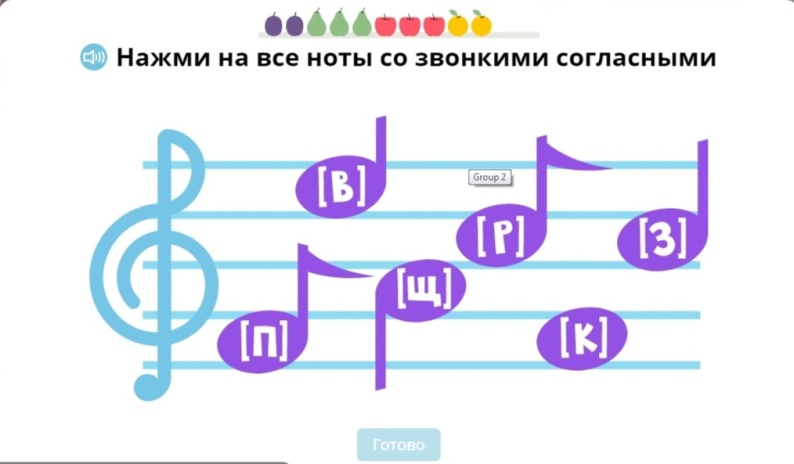 Нажми на все ноты со звонкими согласными
[В]
Group 2
[Р]
[З]
[Щ]
[П]
[К]
Готово